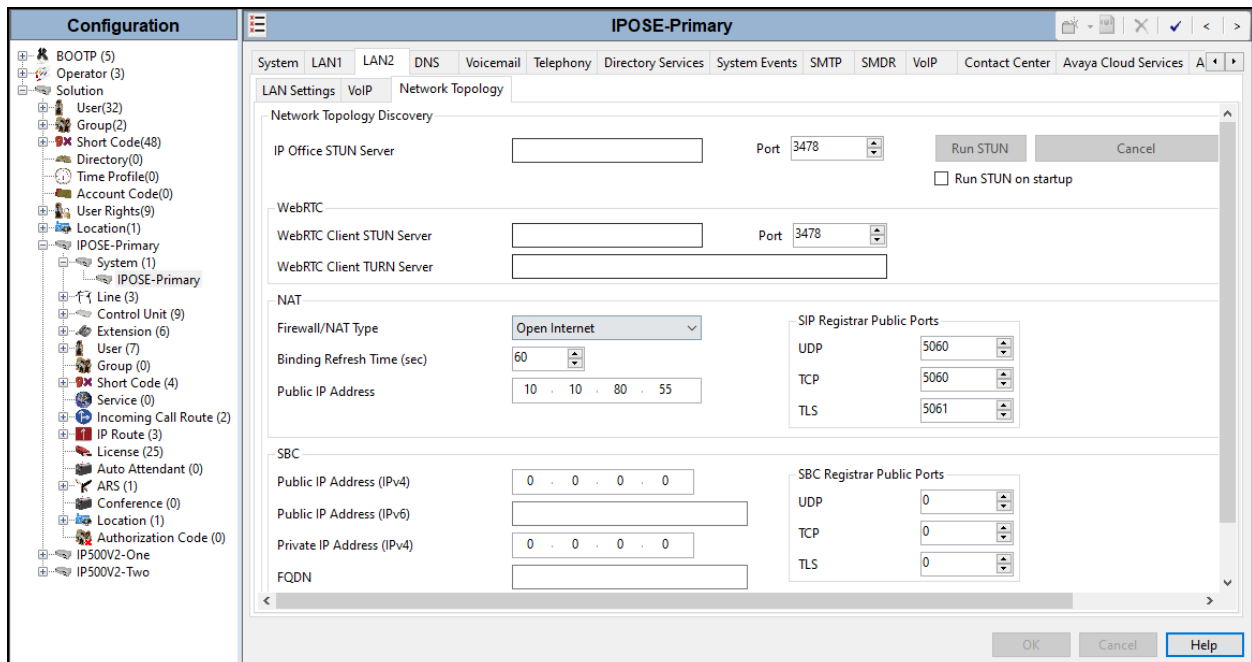 Configuration
BOOTP (5)
Operator (3)
Solution
User(32)
Group(2)
Short Code(48)
Directory(0)
Time Profile(0)
Account Code(0)
User Rights(9)
Location(1)
IPOSE-Primary
System (1)
IPOSE-Primary
Line (3)
Control Unit (9)
Extension (6)
User (7)
Group (0)
Short Code (4)
Service (0)
Incoming Call Route (2)
IP Route (3)
License (25)
Auto Attendant (0)
ARS (1)
Conference (0)
Location (1)
Authorization Code (0)
IP500V2-One
IP500V2-Two
IPOSE-Primary
System LAN1 LAN2 DNS Voicemail Telephony Directory Services System Events SMTP SMDR VoIP Contact Center Avaya Cloud Services A
LAN Settings VoIP Network Topology
Network Topology Discovery
IP Office STUN Server Port 3478 Run STUN Cancel
Run STUN on startup
WebRTC
WebRTC Client STUN Server Port 3478
WebRTC Client TURN Server
NAT
Firewall/NAT Type Open Internet
Binding Refresh Time (sec) 60
Public IP Address 10 . 10 . 80 . 55
SIP Registrar Public Ports
UDP 5060
TCP 5060
TLS 5061
SBC
Public IP Address (IPv4) 0 . 0 . 0 . 0
Public IP Address (IPv6)
Private IP Address (IPv4) 0 . 0 . 0 . 0
FQDN
SBC Registrar Public Ports
UDP 0
TCP 0
TLS 0
OK Cancel Help